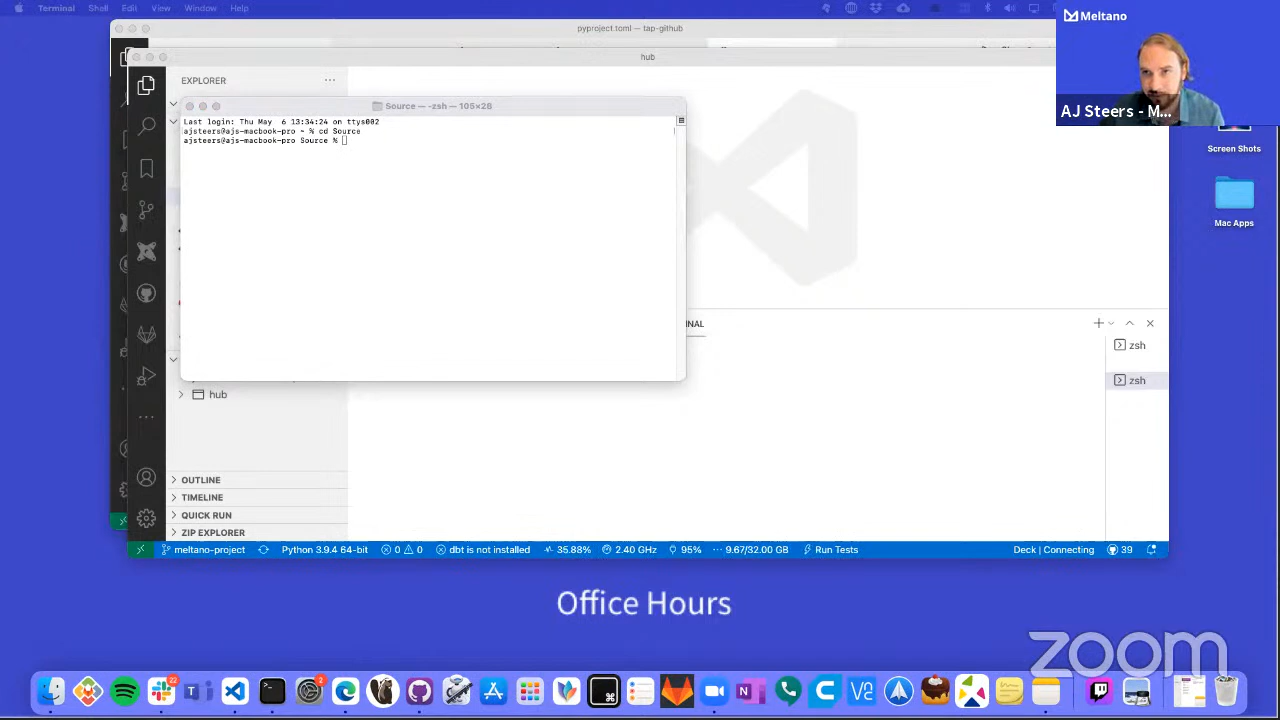 Terminal Shell Edit View Window Help
Meltano
pyproject.toml — tap-github
hub
EXPLORER
Source — -zsh — 105×28
Last login: Thu May 6 13:34:24 on ttys002
ajsteers@ajs-macbook-pro ~ % cd Source
ajsteers@ajs-macbook-pro Source %
AJ Steers - M...
Screen Shots
Mac Apps
NAL
zsh
zsh
hub
OUTLINE
TIMELINE
QUICK RUN
ZIP EXPLORER
meltano-project Python 3.9.4 64-bit 0 0 dbt is not installed 35.88% 2.40 GHz 95% 9.67/32.00 GB Run Tests Deck | Connecting 39
Office Hours
zoom
22
2